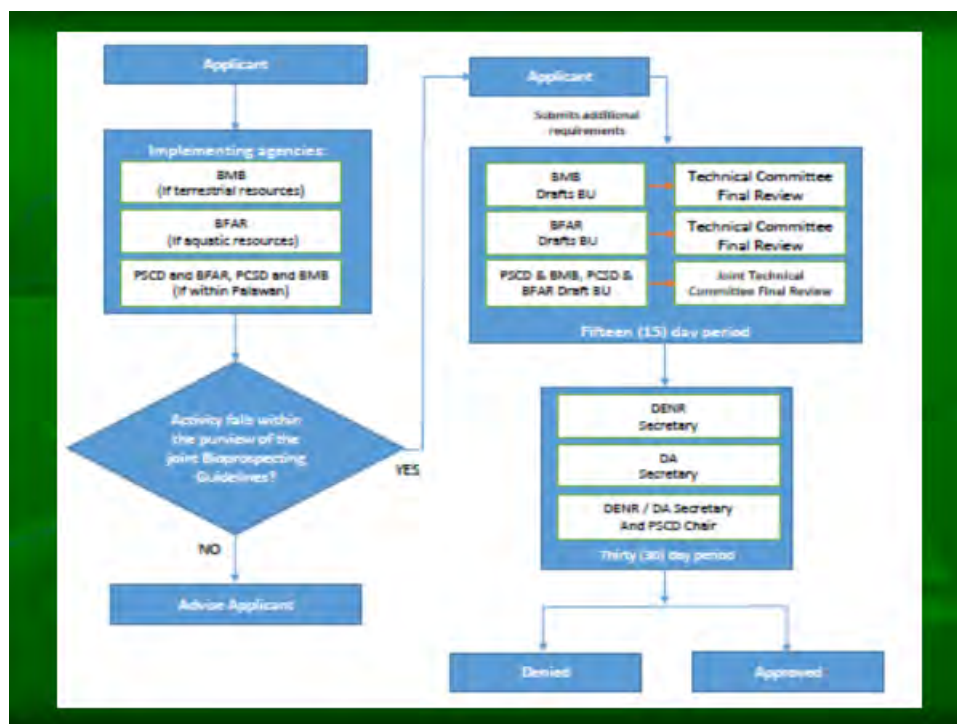 Applicant
Implementing agencies:
BMB
(If terrestrial resources)
BFAR
(If aquatic resources)
PSCD and BFAR, PCSD and BMB
(If within Palawan)
Activity falls within
the purview of the
joint Bioprospecting
Guidelines?
YES
NO
Advise Applicant
Applicant
Submits additional
requirements
BMB
Drafts BU
Technical Committee
Final Review
BFAR
Drafts BU
Technical Committee
Final Review
PSCD & BMB, PCSD &
BFAR Draft BU
Joint Technical
Committee Final Review
Fifteen (15) day period
DENR
Secretary
DA
Secretary
DENR / DA Secretary
And PSCD Chair
Thirty (30) day period
Denied
Approved